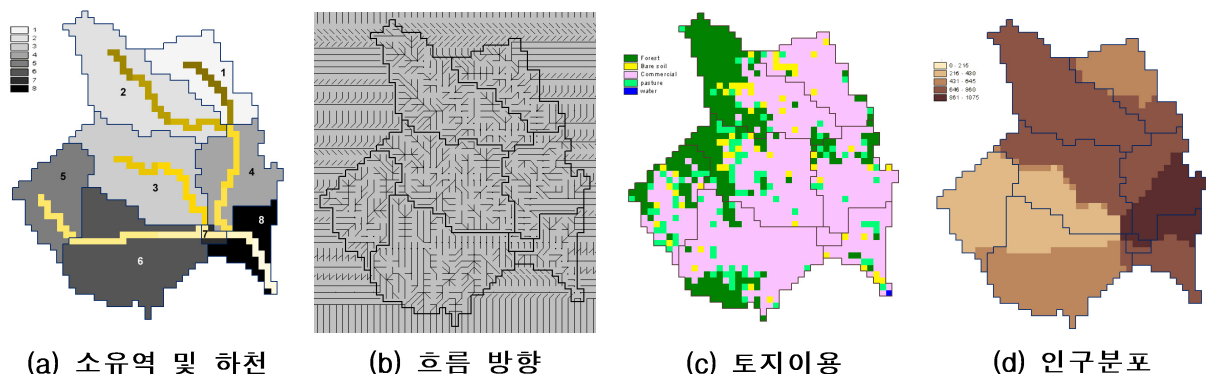 1
2
3
4
5
6
7
8
1
2
3
4
5
6
7
8
Forest
Bare soil
Commercial
pasture
water
0 - 215
216 - 430
431 - 645
646 - 860
861 - 1075
(a) 소유역 및 하천
(b) 흐름 방향
(c) 토지이용
(d) 인구분포